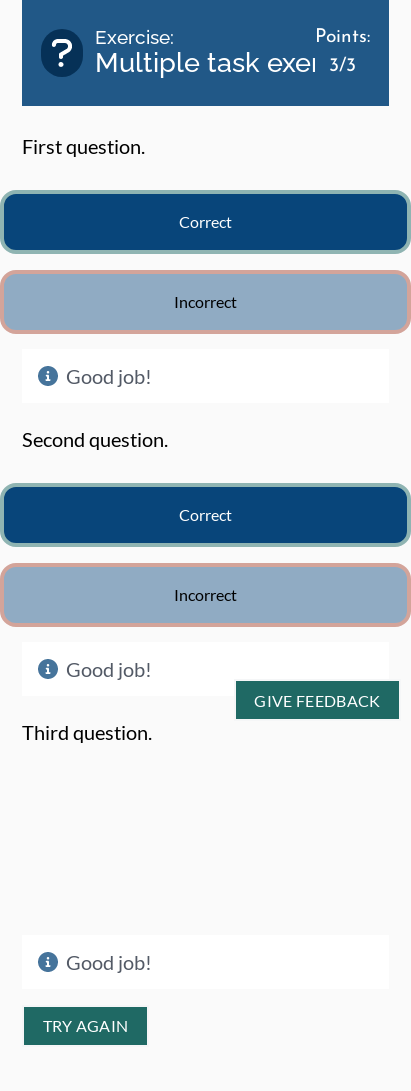 Exercise:
Multiple task exer
Points:
3/3
First question.
Correct
Incorrect
Good job!
Second question.
Correct
Incorrect
Good job!
GIVE FEEDBACK
Third question.
Good job!
TRY AGAIN